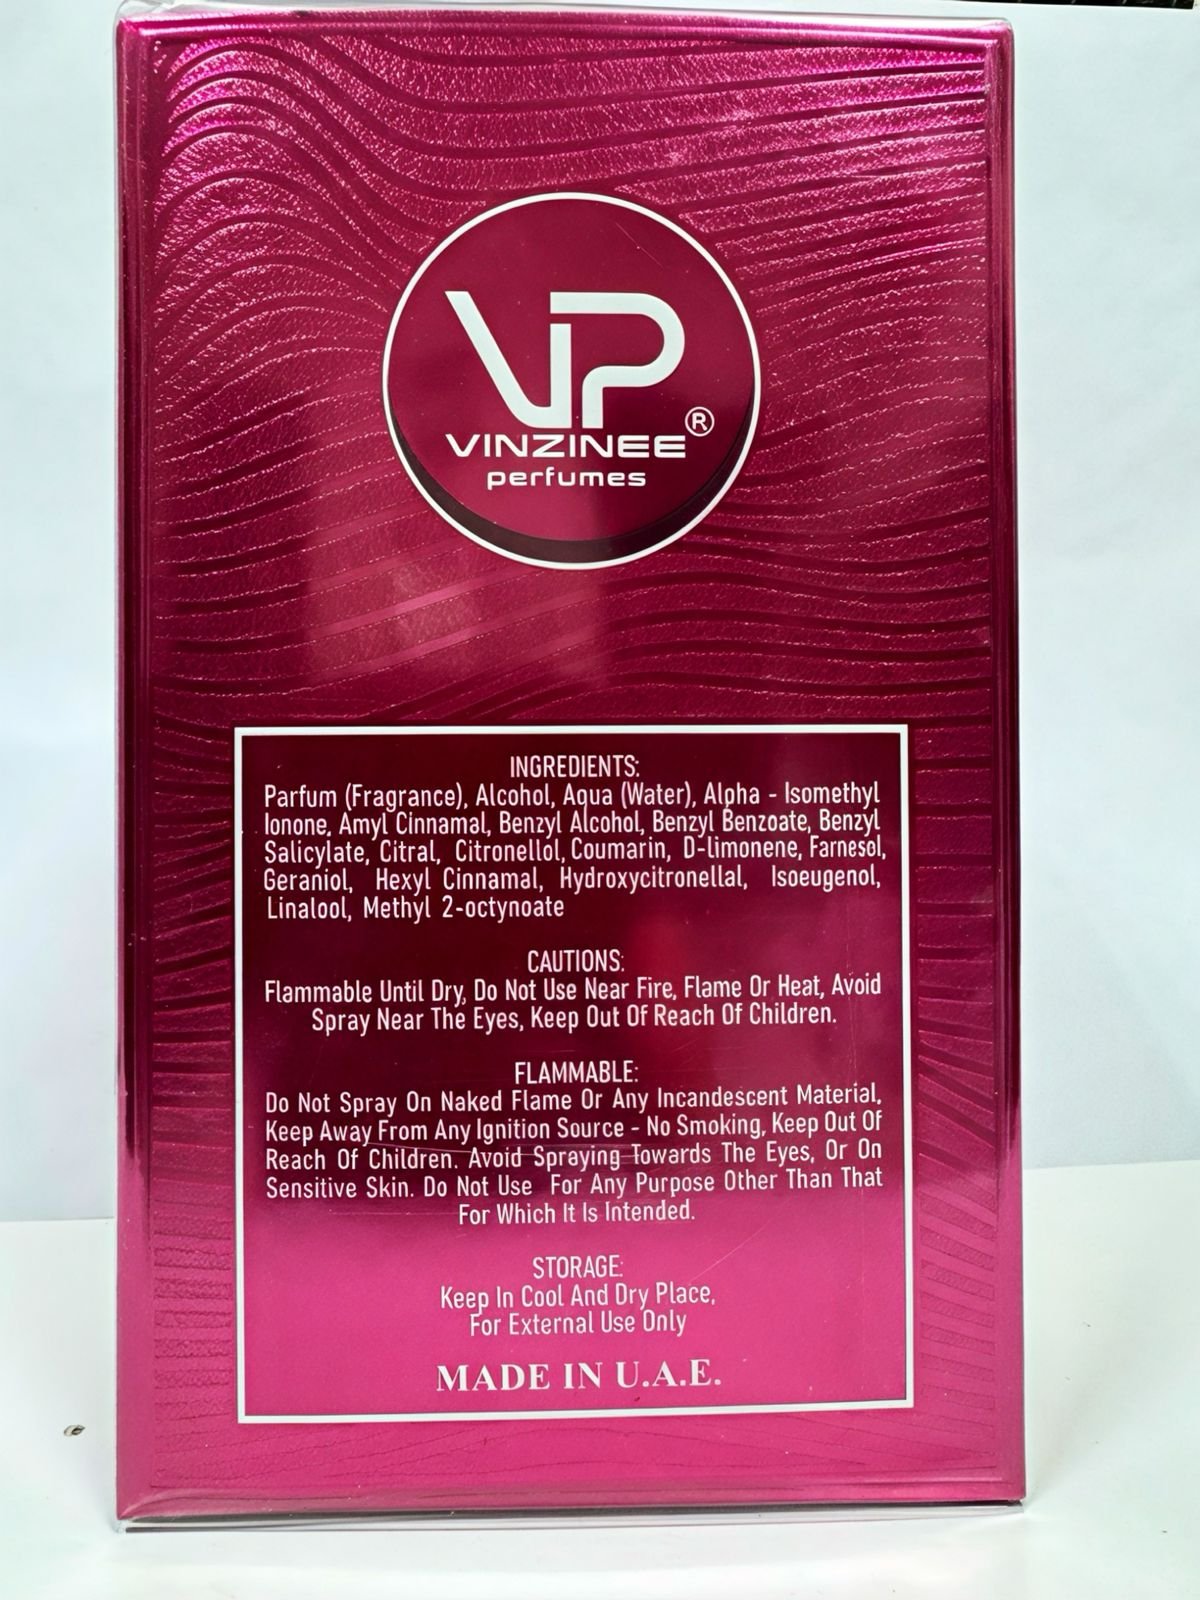 VP
VINZINEE®
perfumes
INGREDIENTS:
Parfum (Fragrance), Alcohol, Aqua (Water), Alpha - Isomethyl
Ionone, Amyl Cinnamal, Benzyl Alcohol, Benzyl Benzoate, Benzyl
Salicylate, Citral, Citronellol, Coumarin, D-limonene, Farnesol,
Geraniol, Hexyl Cinnamal, Hydroxycitronellal, Isoeugenol,
Linalool, Methyl 2-octynoate
CAUTIONS:
Flammable Until Dry, Do Not Use Near Fire, Flame Or Heat, Avoid
Spray Near The Eyes, Keep Out Of Reach Of Children.
FLAMMABLE:
Do Not Spray On Naked Flame Or Any Incandescent Material,
Keep Away From Any Ignition Source - No Smoking, Keep Out Of
Reach Of Children. Avoid Spraying Towards The Eyes, Or On
Sensitive Skin. Do Not Use For Any Purpose Other Than That
For Which It Is Intended.
STORAGE:
Keep In Cool And Dry Place,
For External Use Only
MADE IN U.A.E.